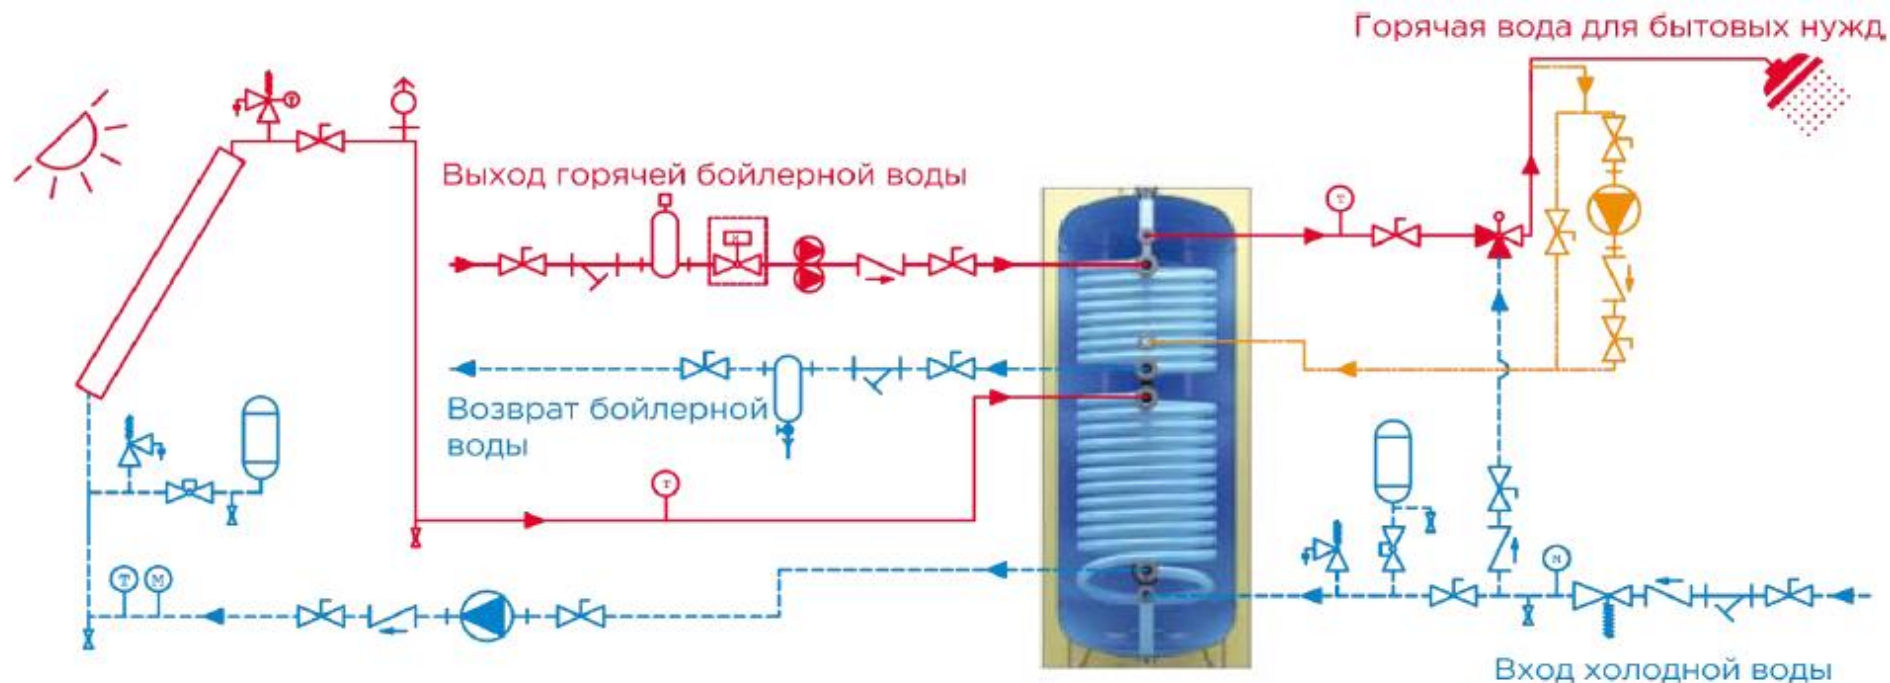 Горячая вода для бытовых нужд
Выход горячей бойлерной воды
M
T
Возврат бойлерной
воды
T
T M
M
Вход холодной воды
T